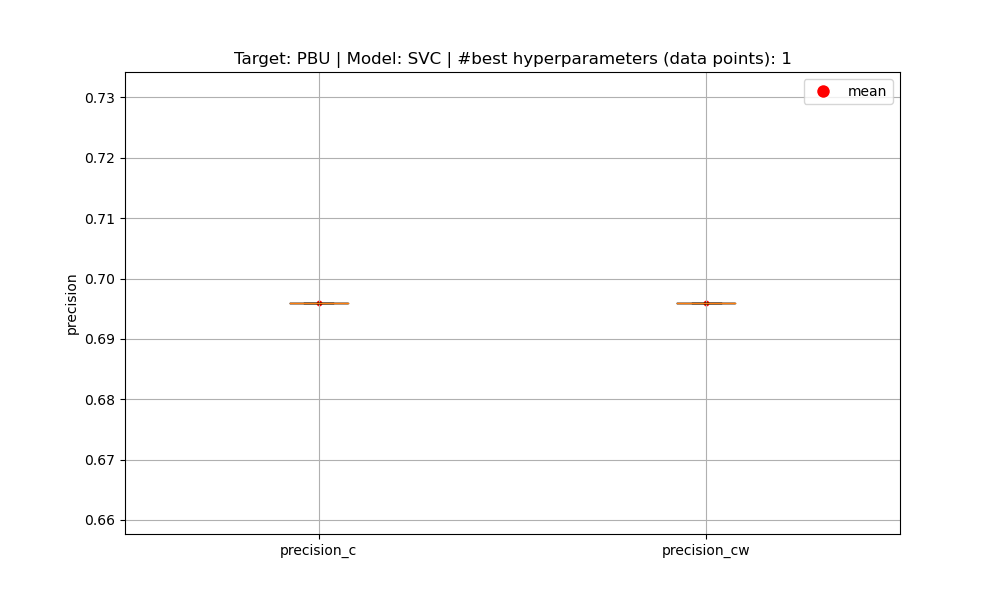 Target: PBU | Model: SVC | #best hyperparameters (data points): 1
mean
0.73
0.72
0.71
0.70
0.69
0.68
0.67
0.66
precision
precision_c
precision_cw